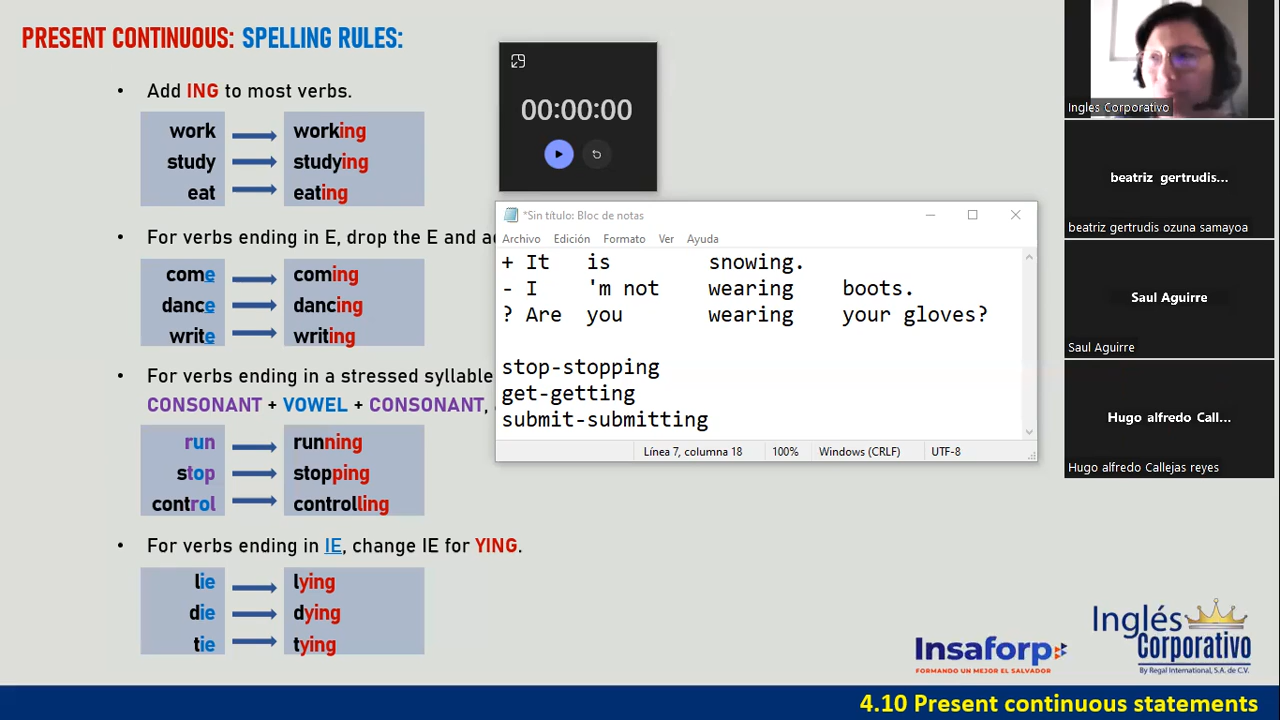 PRESENT CONTINUOUS: SPELLING RULES:
• Add ING to most verbs.
work working
study studying
eat eating
• For verbs ending in E, drop the E and
come coming
dance dancing
write writing
• For verbs ending in a stressed syllable
CONSONANT + VOWEL + CONSONANT,
run running
stop stopping
control controlling
• For verbs ending in IE, change IE for YING.
lie lying
die dying
tie tying
00:00:00
*Sin título: Bloc de notas
Archivo Edición Formato Ver Ayuda
+ It is snowing.
- I 'm not wearing boots.
? Are you wearing your gloves?
stop-stopping
get-getting
submit-submitting
Línea 7, columna 18 100% Windows (CRLF) UTF-8
Ingles Corporativo
beatriz gertrudis...
beatriz gertrudis ozuna samayoa
Saul Aguirre
Saul Aguirre
Hugo alfredo Call...
Hugo alfredo Callejas reyes
Insaforp
FORMANDO UN MEJOR EL SALVADOR
Inglés
Corporativo
By Regal International, S.A. de C.V.
4.10 Present continuous statements